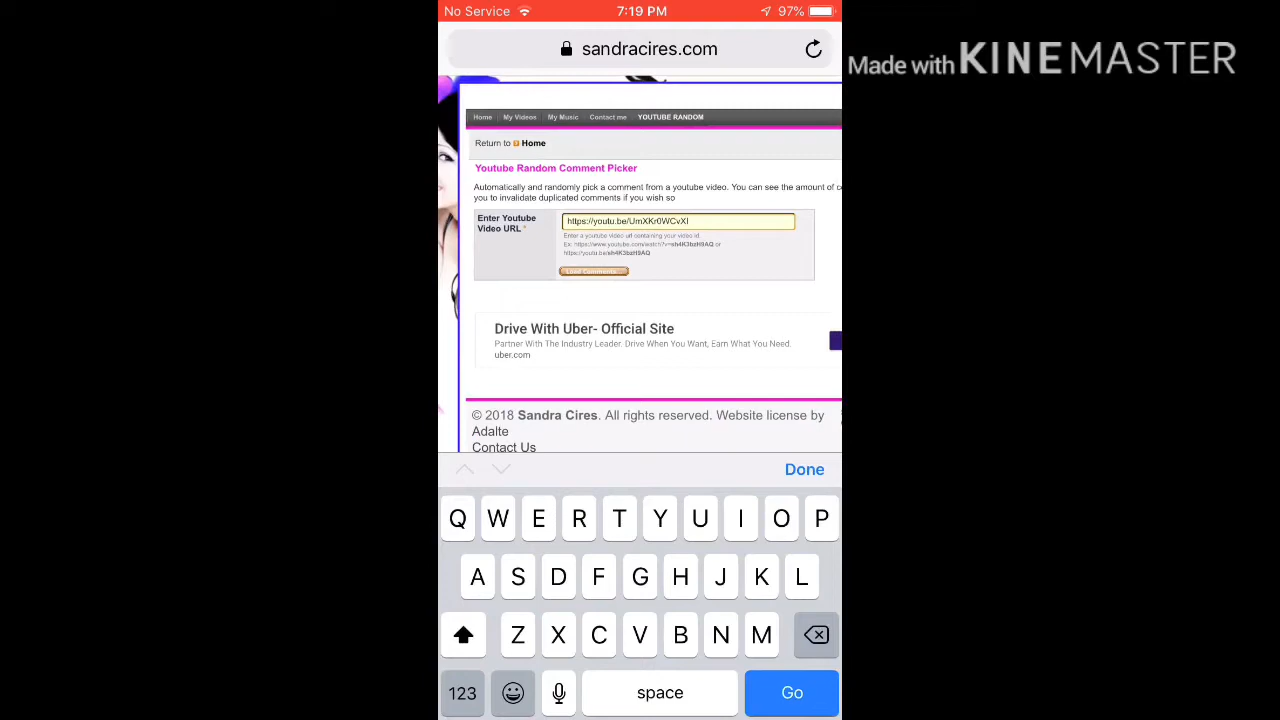 No Service 7:19 PM 97%
Made with KINEMASTER
sandracires.com
Home My Videos My Music Contact me YOUTUBE RANDOM
Return to Home
Youtube Random Comment Picker
Automatically and randomly pick a comment from a youtube video. You can see the amount of
you to invalidate duplicated comments if you wish so
Enter Youtube
Video URL *
https://youtu.be/UmXKr0WCvXI
Enter a youtube video url containing your video id.
Ex: https://www.youtube.com/watch?v=sh4K3bzH9AQ or
https://youtu.be/sh4K3bzH9AQ
Load Comments...
Drive With Uber- Official Site
Partner With The Industry Leader. Drive When You Want, Earn What You Need.
uber.com
© 2018 Sandra Cires. All rights reserved. Website license by
Adalte
Contact Us
Done
Q W E R T Y U I O P
A S D F G H J K L
Z X C V B N M
123 space Go